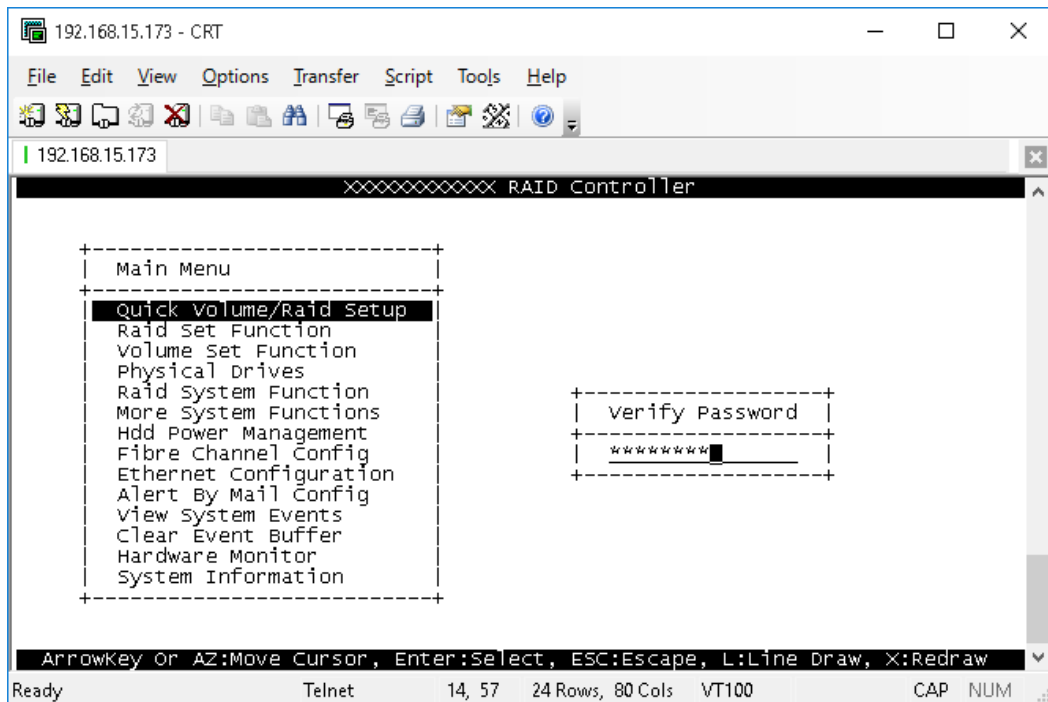 192.168.15.173 - CRT
File Edit View Options Transfer Script Tools Help
192.168.15.173
XXXXXXXXXXXX RAID Controller
Main Menu
Quick Volume/Raid Setup
Raid Set Function
Volume Set Function
Physical Drives
Raid System Function
More System Functions
Hdd Power Management
Fibre Channel Config
Ethernet Configuration
Alert By Mail Config
View System Events
Clear Event Buffer
Hardware Monitor
System Information
Verify Password
********
ArrowKey Or AZ:Move Cursor, Enter:Select, ESC:Escape, L:Line Draw, X:Redraw
Ready Telnet 14, 57 24 Rows, 80 Cols VT100 CAP NUM